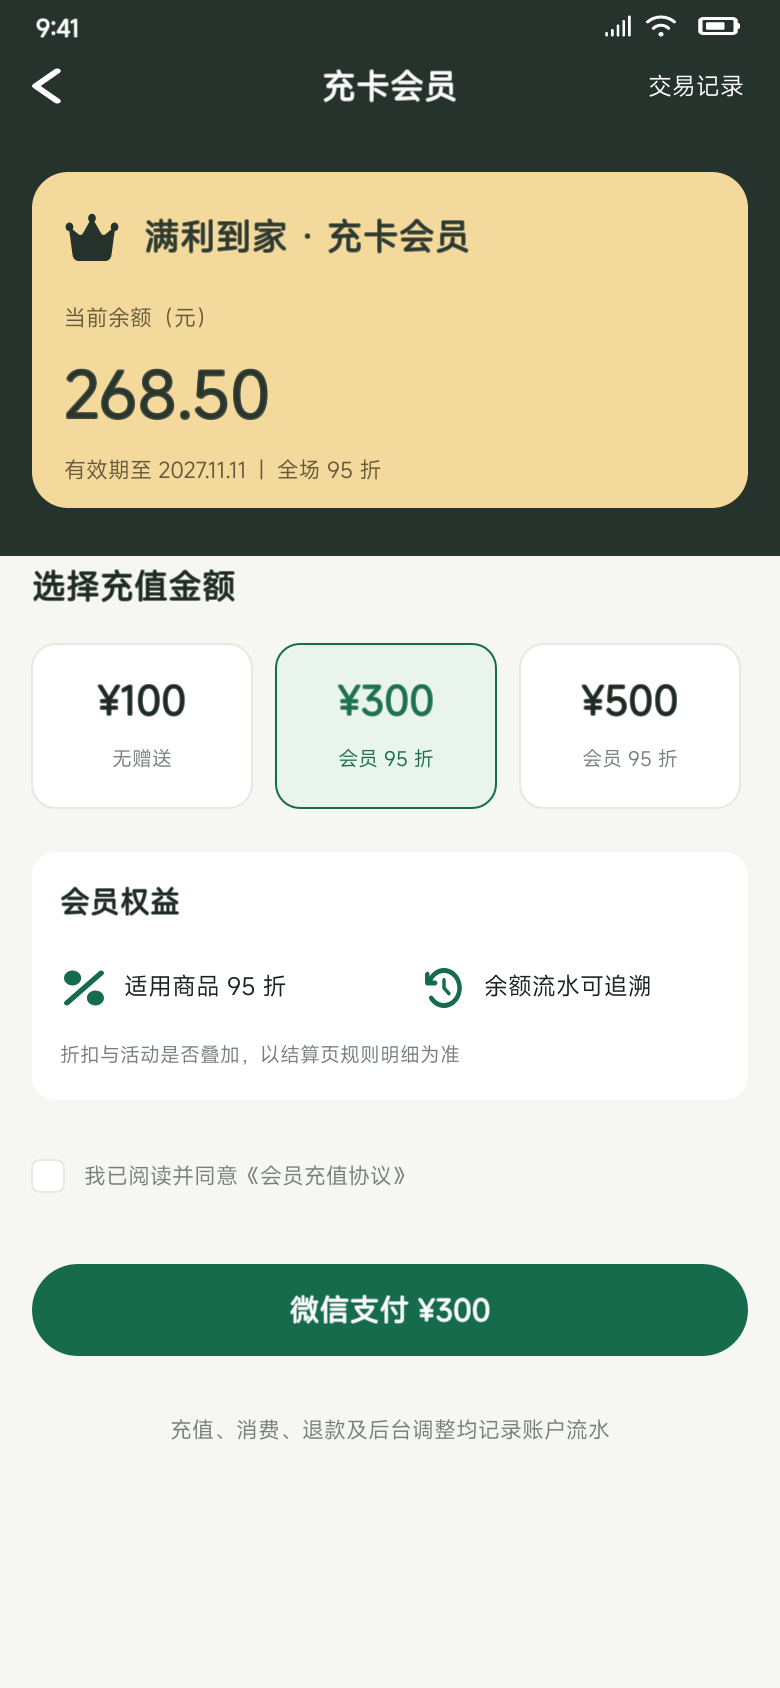 9:41
充卡会员
交易记录
满利到家 · 充卡会员
当前余额（元）
268.50
有效期至 2027.11.11 | 全场 95 折
选择充值金额
¥100
无赠送
¥300
会员 95 折
¥500
会员 95 折
会员权益
适用商品 95 折
余额流水可追溯
折扣与活动是否叠加，以结算页规则明细为准
我已阅读并同意《会员充值协议》
微信支付 ¥300
充值、消费、退款及后台调整均记录账户流水